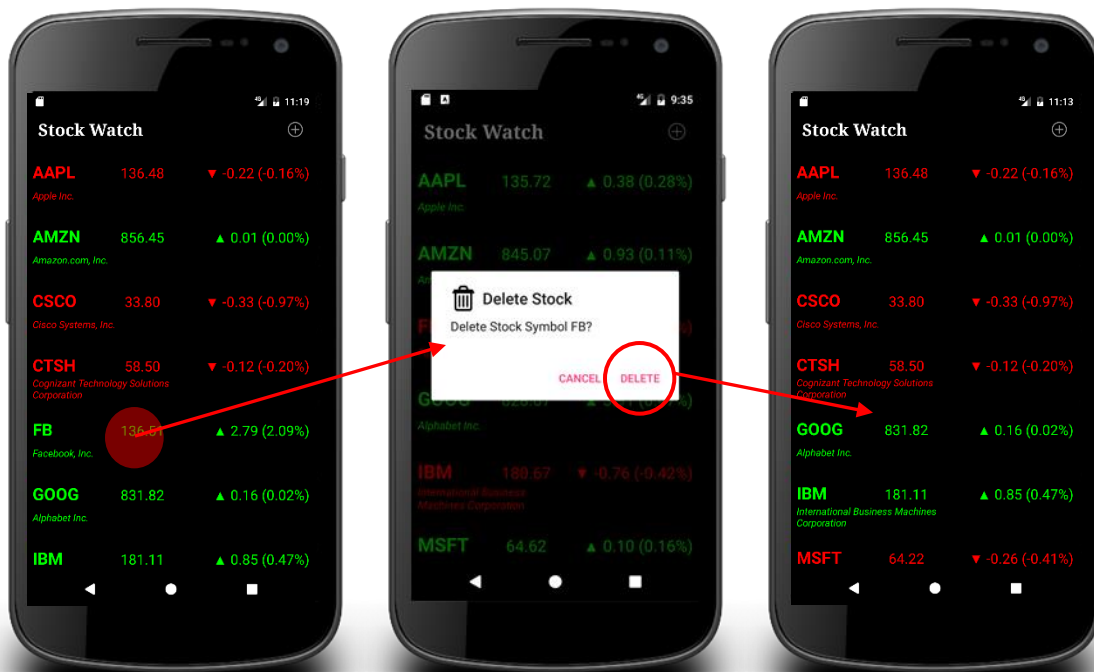 4G 11:19
Stock Watch
AAPL 136.48 ▼ -0.22 (-0.16%)
Apple Inc.
AMZN 856.45 ▲ 0.01 (0.00%)
Amazon.com, Inc.
CSCO 33.80 ▼ -0.33 (-0.97%)
Cisco Systems, Inc.
CTSH 58.50 ▼ -0.12 (-0.20%)
Cognizant Technology Solutions
Corporation
FB 136.51 ▲ 2.79 (2.09%)
Facebook, Inc.
GOOG 831.82 ▲ 0.16 (0.02%)
Alphabet Inc.
IBM 181.11 ▲ 0.85 (0.47%)
A 4G 9:35
Stock Watch
AAPL 135.72 ▲ 0.38 (0.28%)
Apple Inc.
AMZN 845.07 ▲ 0.93 (0.11%)
Delete Stock
Delete Stock Symbol FB?
CANCEL DELETE
Alphabet Inc.
IBM 180.67 ▼ -0.76 (-0.42%)
International Business
Machines Corporation
MSFT 64.62 ▲ 0.10 (0.16%)
4G 11:13
Stock Watch
AAPL 136.48 ▼ -0.22 (-0.16%)
Apple Inc.
AMZN 856.45 ▲ 0.01 (0.00%)
Amazon.com, Inc.
CSCO 33.80 ▼ -0.33 (-0.97%)
Cisco Systems, Inc.
CTSH 58.50 ▼ -0.12 (-0.20%)
Cognizant Technology Solutions
Corporation
GOOG 831.82 ▲ 0.16 (0.02%)
Alphabet Inc.
IBM 181.11 ▲ 0.85 (0.47%)
International Business Machines
Corporation
MSFT 64.22 ▼ -0.26 (-0.41%)